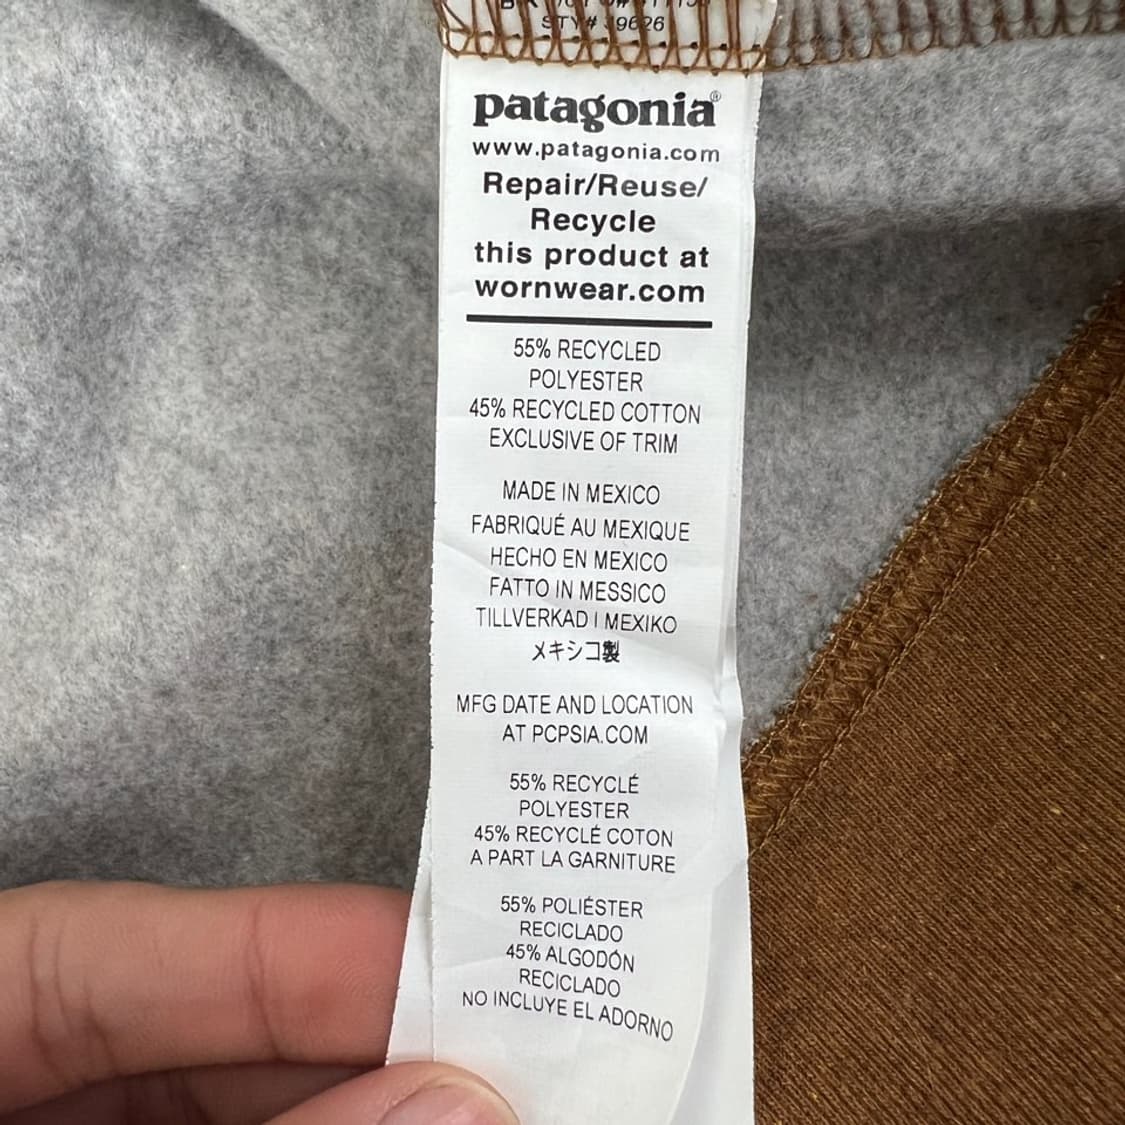 STY# 39626
patagonia®
www.patagonia.com
Repair/Reuse/
Recycle
this product at
wornwear.com
55% RECYCLED
POLYESTER
45% RECYCLED COTTON
EXCLUSIVE OF TRIM
MADE IN MEXICO
FABRIQUÉ AU MEXIQUE
HECHO EN MEXICO
FATTO IN MESSICO
TILLVERKAD I MEXIKO
メキシコ製
MFG DATE AND LOCATION
AT PCPSIA.COM
55% RECYCLÉ
POLYESTER
45% RECYCLÉ COTON
A PART LA GARNITURE
55% POLIÉSTER
RECICLADO
45% ALGODÓN
RECICLADO
NO INCLUYE EL ADORNO